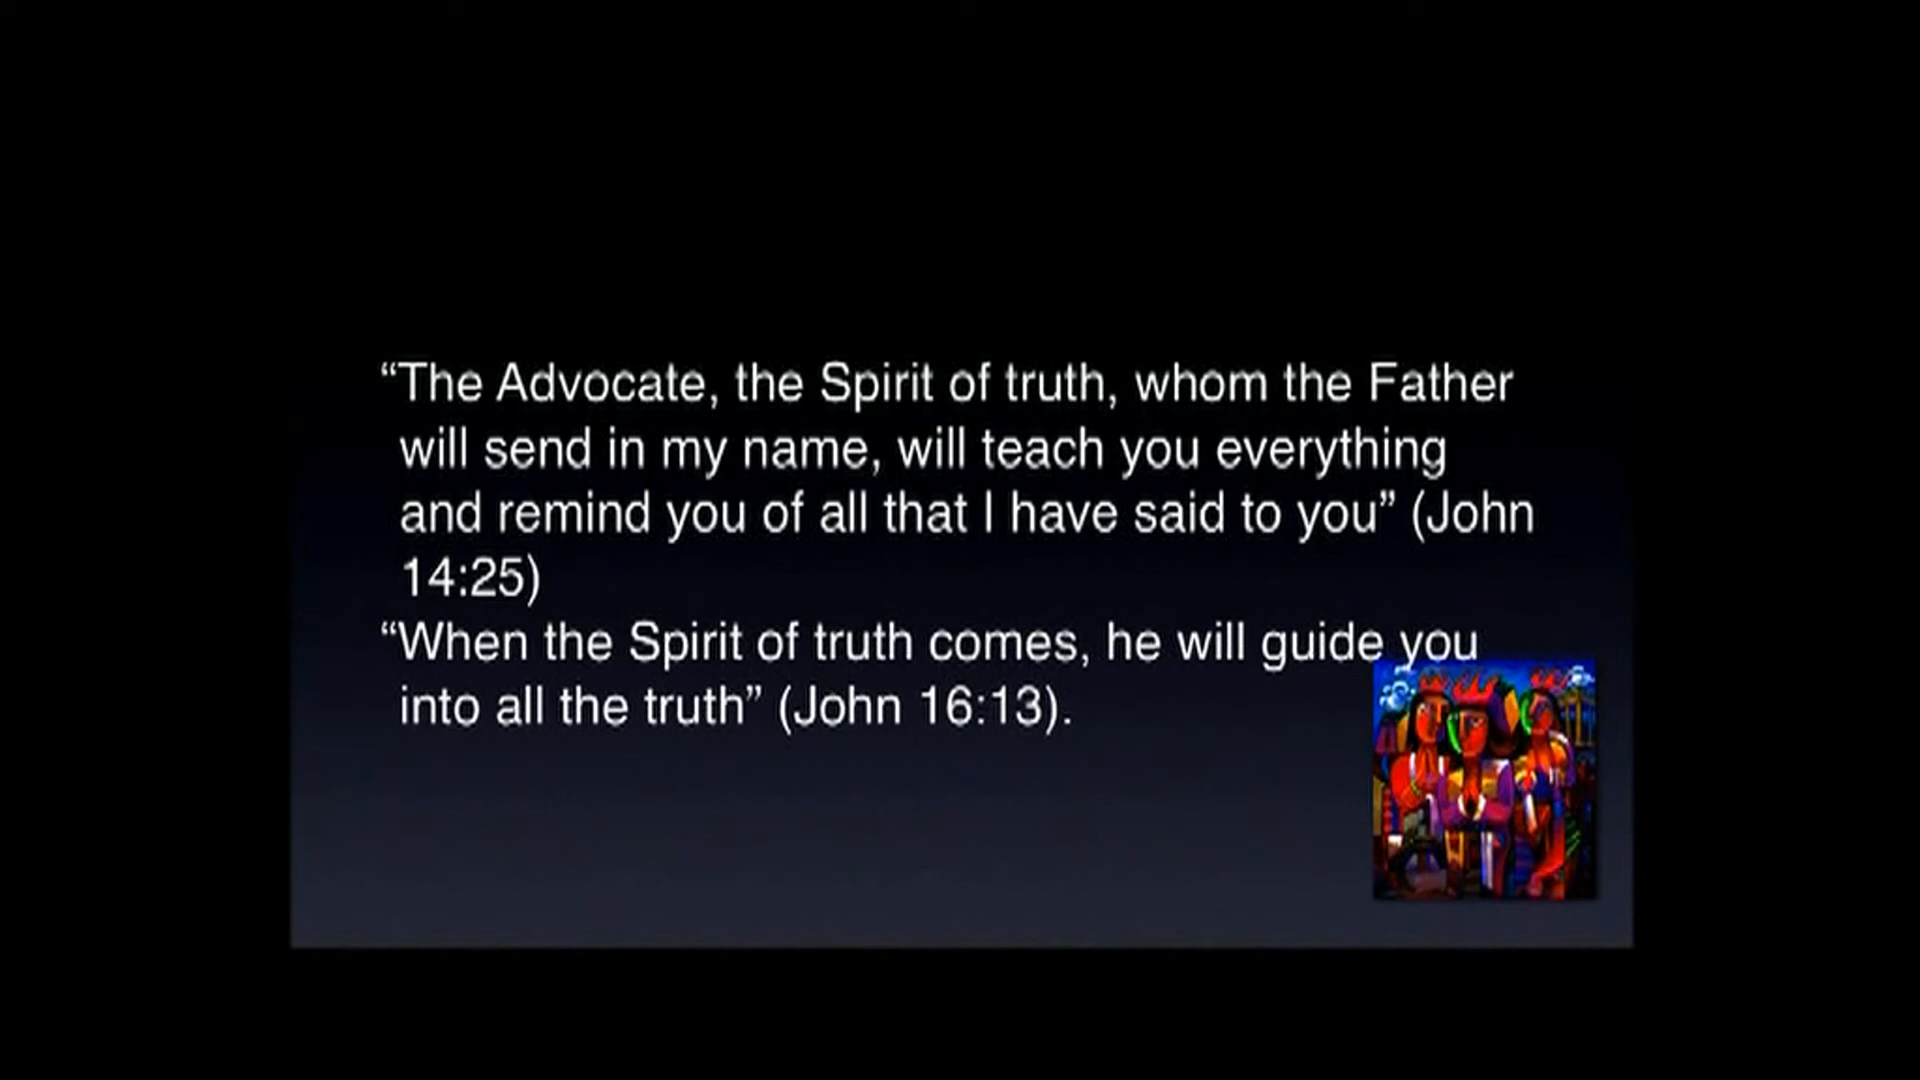 “The Advocate, the Spirit of truth, whom the Father
will send in my name, will teach you everything
and remind you of all that I have said to you” (John
14:25)
“When the Spirit of truth comes, he will guide you
into all the truth” (John 16:13).